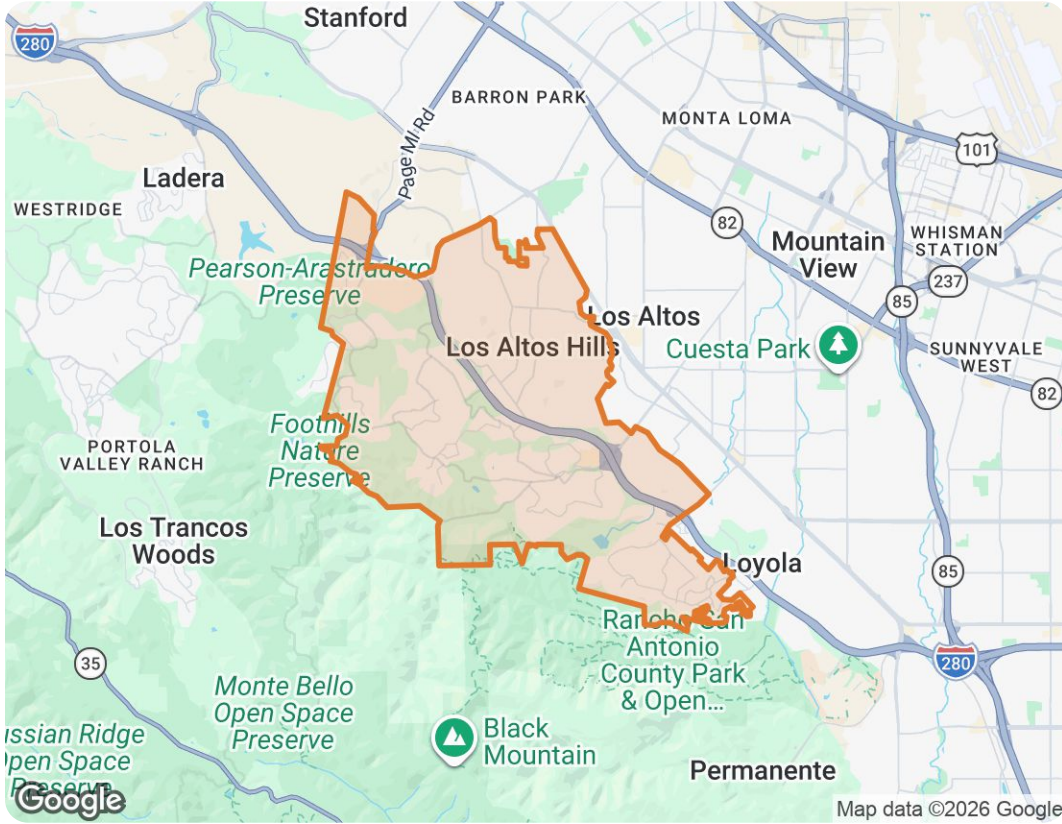 Stanford
280
BARRON PARK
MONTA LOMA
Page Mill Rd
101
Ladera
WESTRIDGE
82
WHISMAN
STATION
Mountain
View
237
Pearson-Arastradero
Preserve
85
Los Altos
Los Altos Hills
Cuesta Park
SUNNYVALE
WEST
82
Foothills
Nature
Preserve
PORTOLA
VALLEY RANCH
Los Trancos
Woods
Loyola
85
Rancho San
Antonio
County Park
& Open...
35
280
Monte Bello
Open Space
Preserve
Black
Mountain
ussian Ridge
Open Space
Preserve
Permanente
Google
Map data ©2026 Google